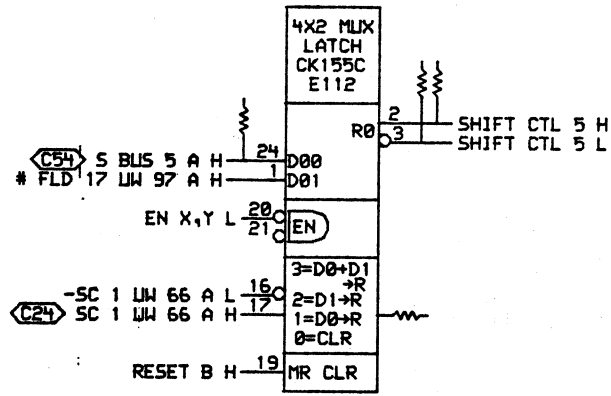 4X2 MUX
LATCH
CK155C
E112
2
R0
SHIFT CTL 5 H
3
SHIFT CTL 5 L
C54 S BUS 5 A H 24 D00
# FLD 17 UW 97 A H 1 D01
EN X,Y L 20
21
EN
3=D0+D1
→R
-SC 1 UW 66 A L 16
2=D1→R
C24 SC 1 UW 66 A H 17
1=D0→R
0=CLR
RESET B H 19 MR CLR